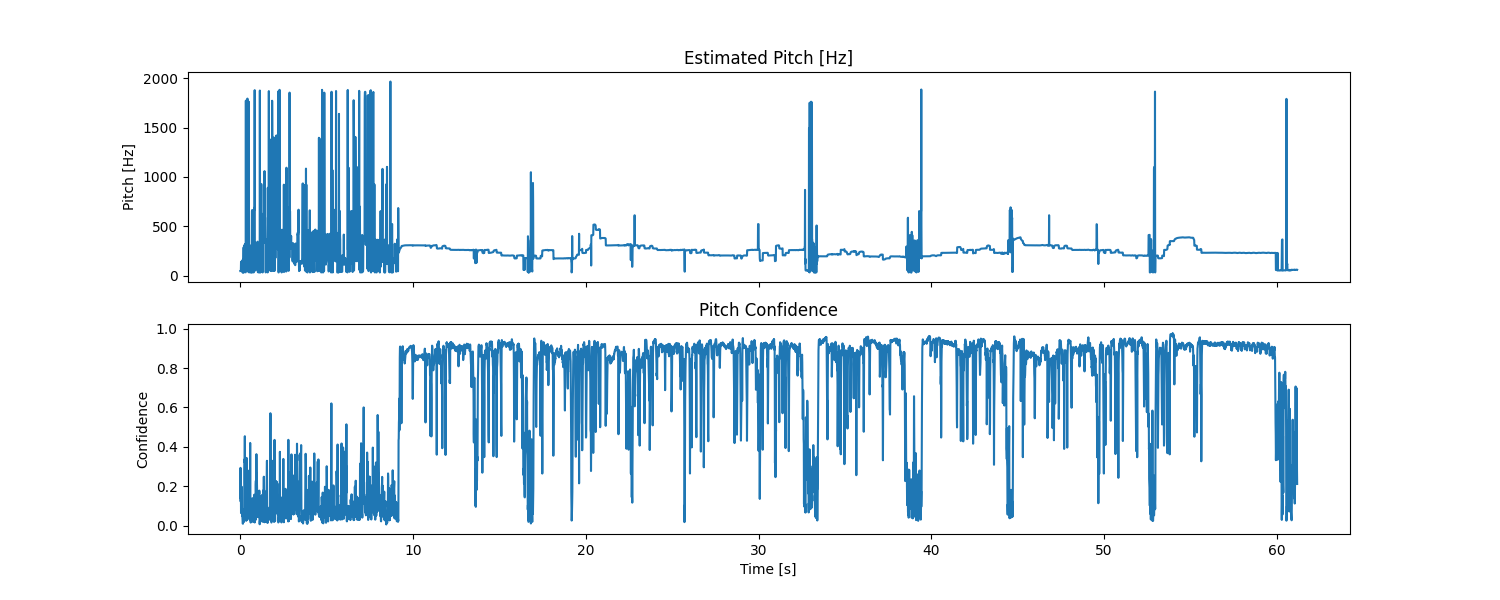 Estimated Pitch [Hz]
2000
1500
1000
500
0
Pitch [Hz]
Pitch Confidence
1.0
0.8
0.6
0.4
0.2
0.0
Confidence
0 10 20 30 40 50 60
Time [s]